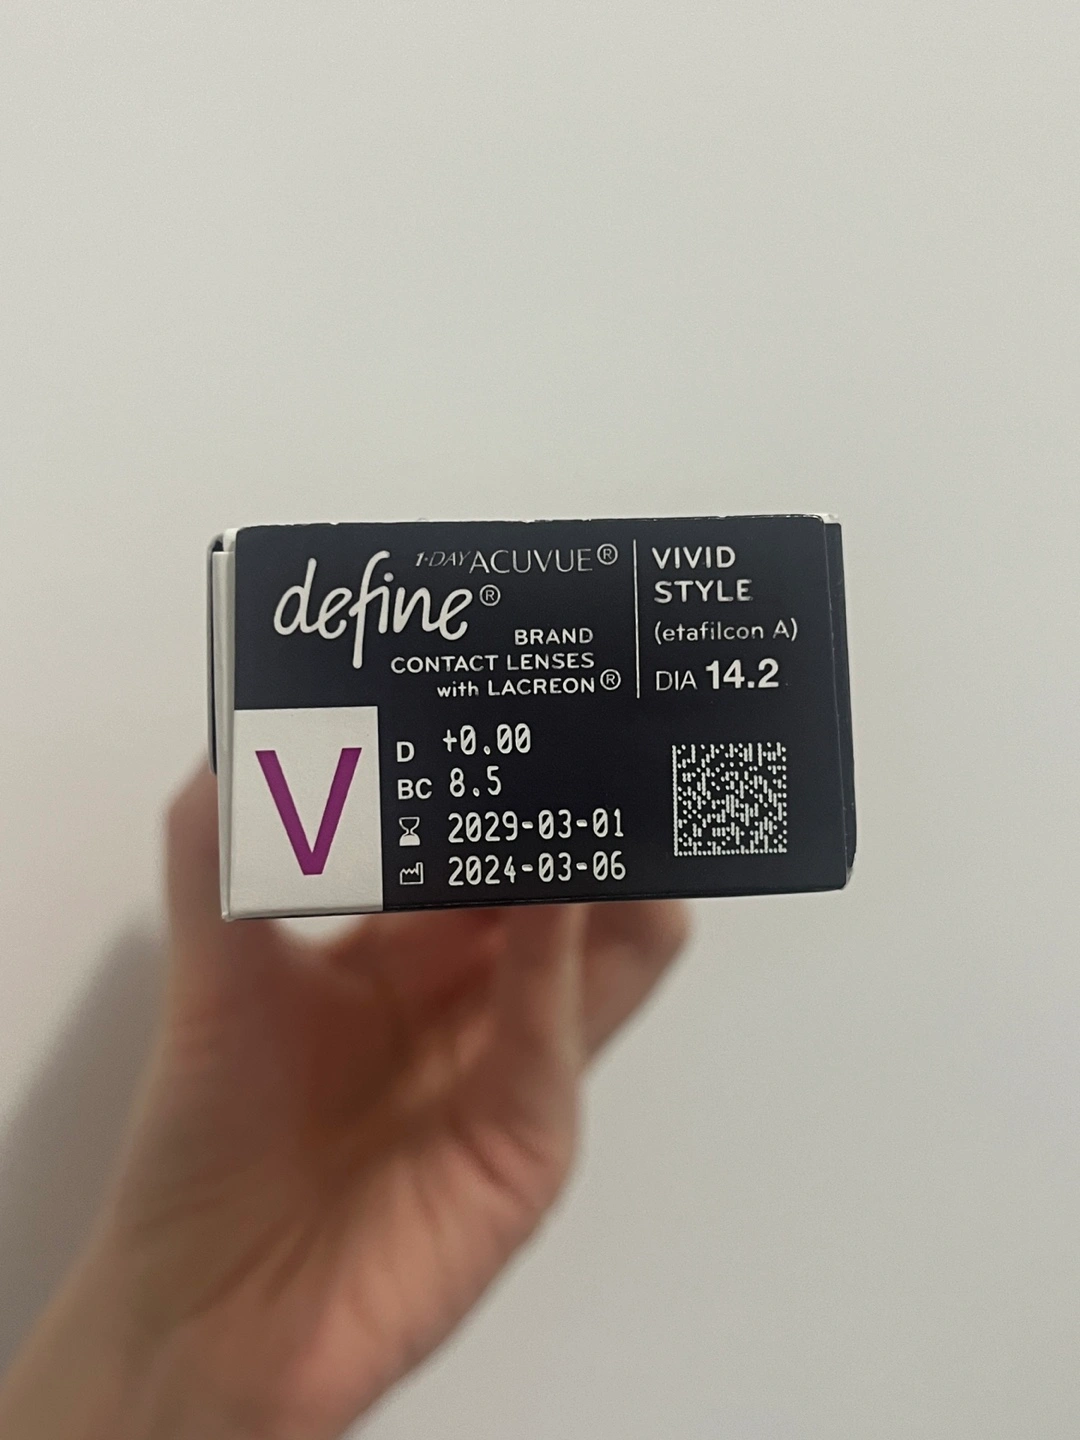 1·DAY ACUVUE®
define®
BRAND
CONTACT LENSES
with LACREON®
VIVID
STYLE
(etafilcon A)
DIA 14.2
V
D +0.00
BC 8.5
2029-03-01
2024-03-06